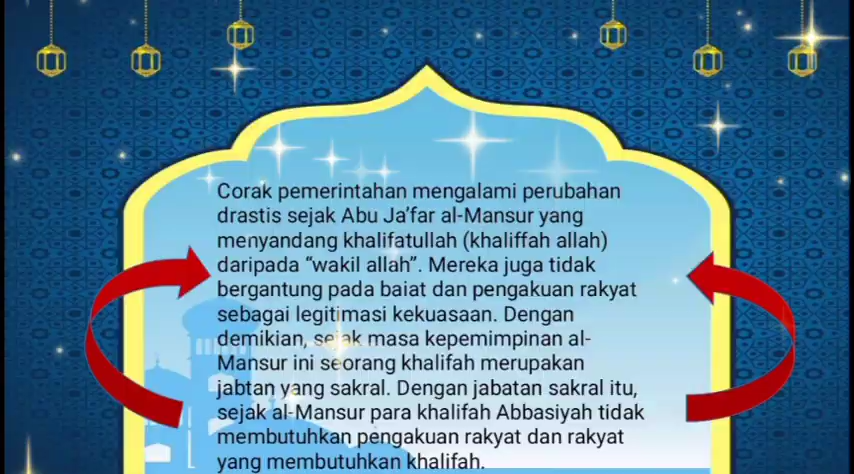 Corak pemerintahan mengalami perubahan
drastis sejak Abu Ja’far al-Mansur yang
menyandang khalifatullah (khaliffah allah)
daripada “wakil allah”. Mereka juga tidak
bergantung pada baiat dan pengakuan rakyat
sebagai legitimasi kekuasaan. Dengan
demikian, sejak masa kepemimpinan al-
Mansur ini seorang khalifah merupakan
jabtan yang sakral. Dengan jabatan sakral itu,
sejak al-Mansur para khalifah Abbasiyah tidak
membutuhkan pengakuan rakyat dan rakyat
yang membutuhkan khalifah.